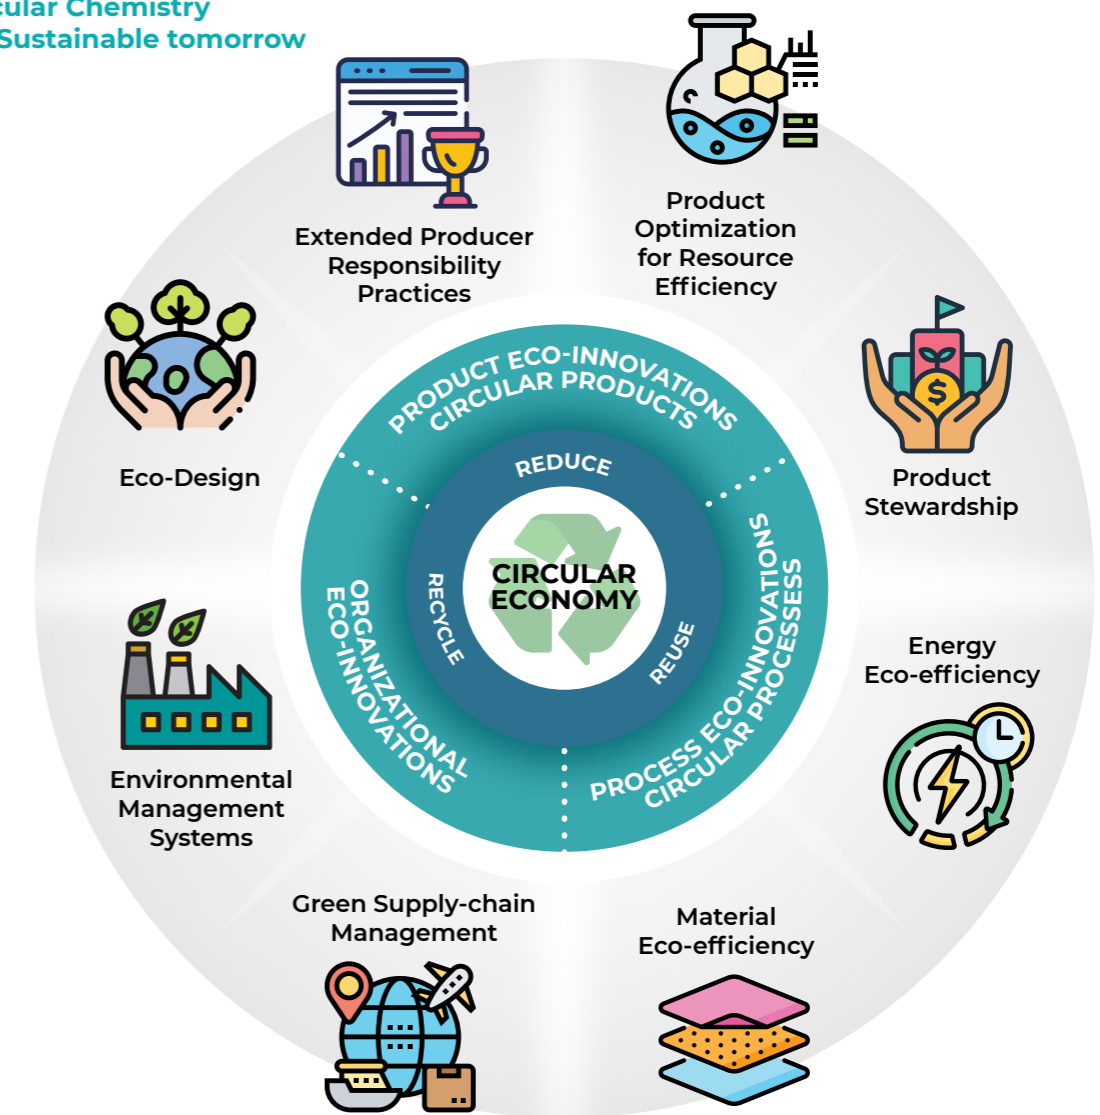 Chemistry
Sustainable tomorrow
Extended Producer
Responsibility
Practices
Product
Optimization
for Resource
Efficiency
Eco-Design
Product
Stewardship
PRODUCT ECO-INNOVATIONS
CIRCULAR PRODUCTS
REDUCE
CIRCULAR
ECONOMY
RECYCLE
REUSE
ORGANIZATIONAL
ECO-INNOVATIONS
PROCESS ECO-INNOVATIONS
CIRCULAR PROCESSESS
$
Energy
Eco-efficiency
Environmental
Management
Systems
Green Supply-chain
Management
Material
Eco-efficiency